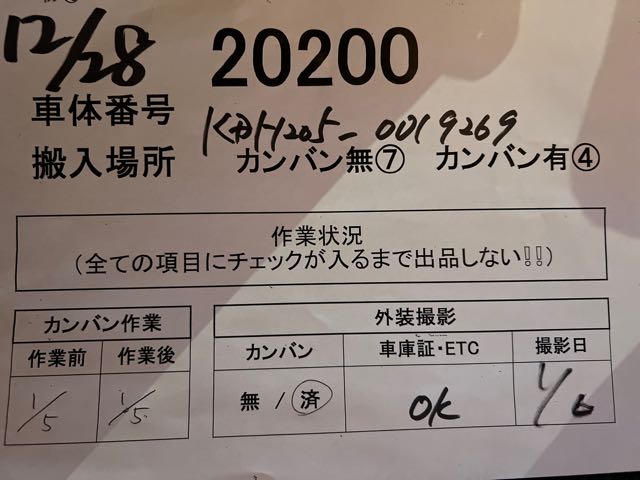 12/28 20200
車体番号 KDH205-0019269
搬入場所 カンバン無⑦ カンバン有④
作業状況
(全ての項目にチェックが入るまで出品しない!!)
カンバン作業 外装撮影
作業前 作業後 カンバン 車庫証・ETC 撮影日
1/5 1/5 無 / 済 OK 1/6